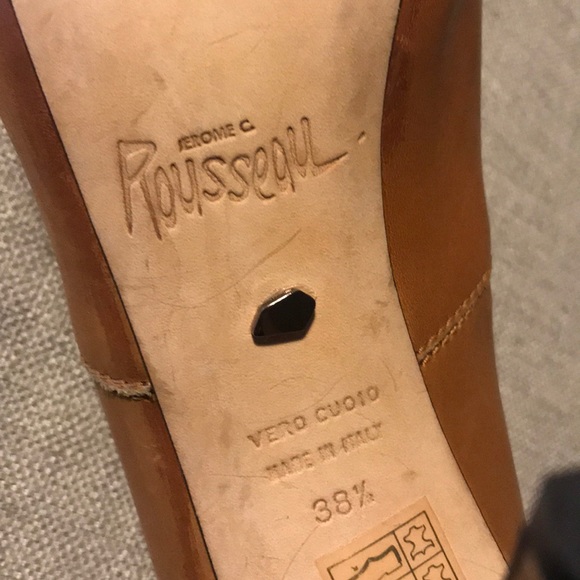 JEROME C.
Rousseau
VERO CUOIO
MADE IN ITALY
38½